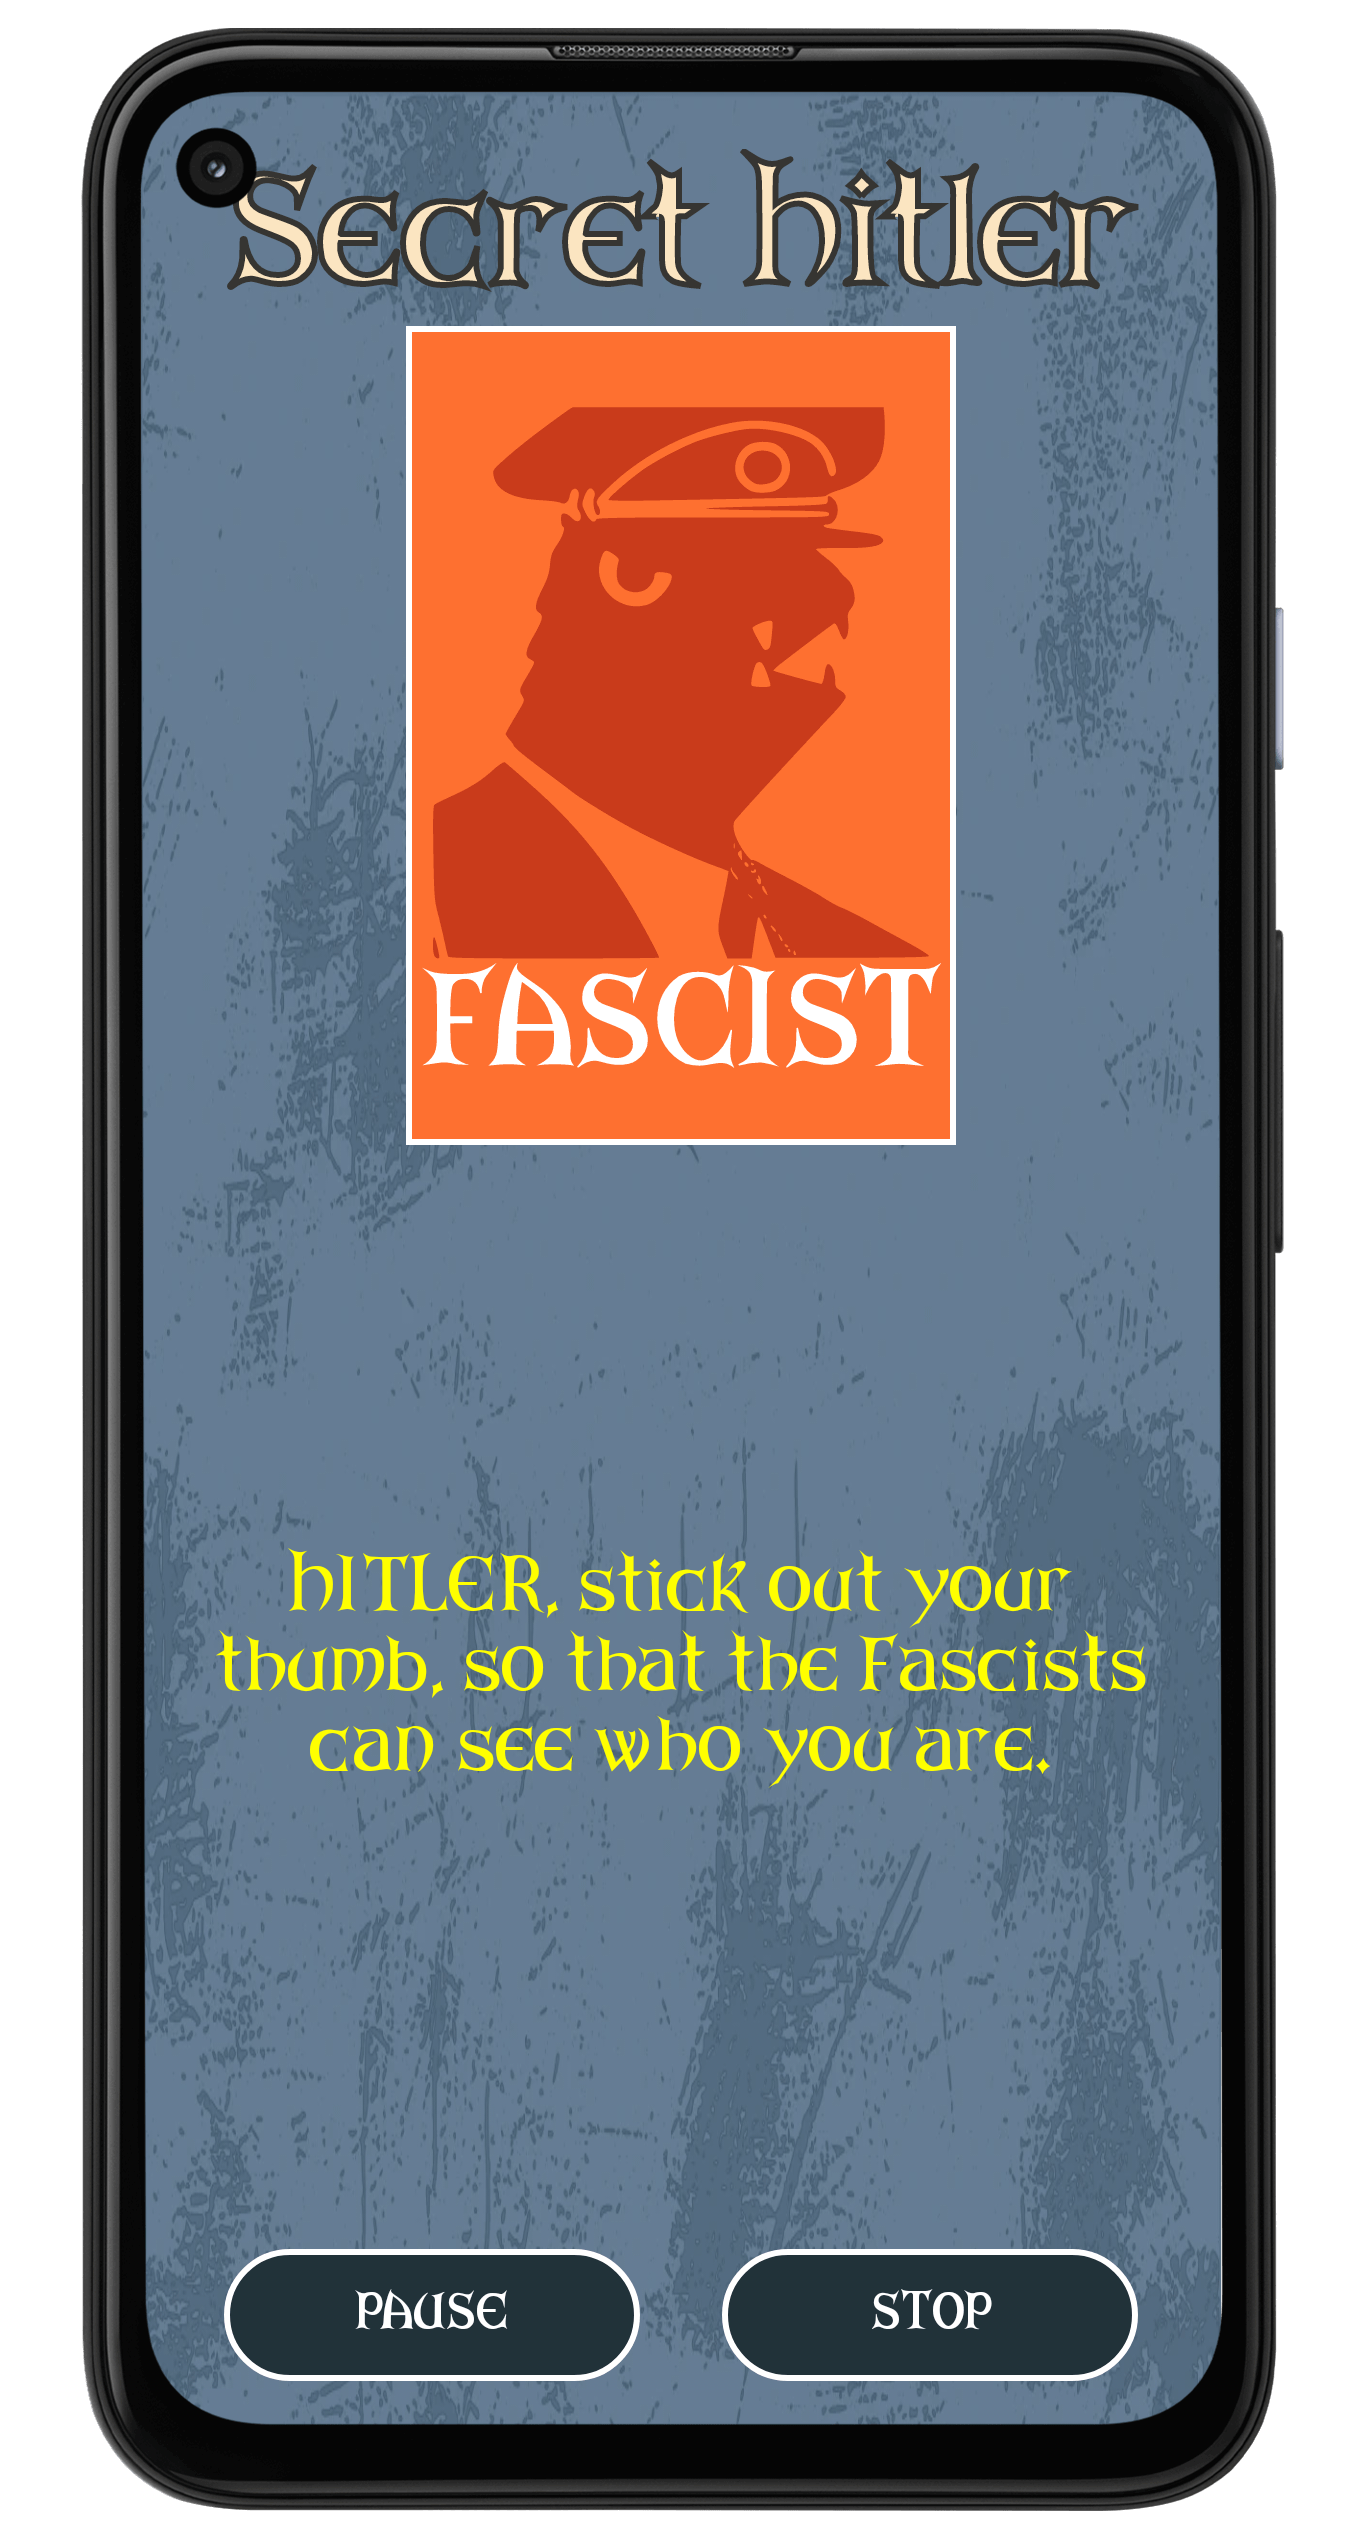 Secret hitler
FASCIST
hITLER, stick out your
thumb, so that the Fascists
can see who you are.
PAUSE
STOP